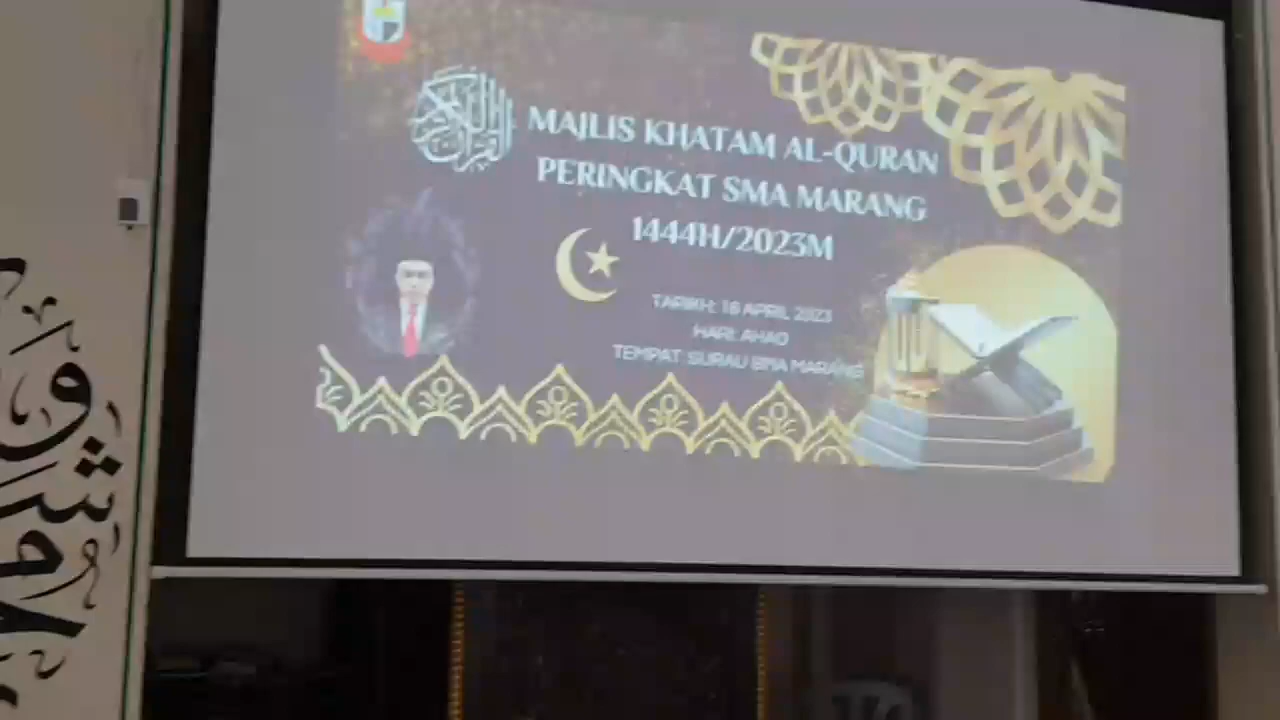 MAJLIS KHATAM AL-QURAN
PERINGKAT SMA MARANG
1444H/2023M
TARIKH: 16 APRIL 2023
HARI: AHAD
TEMPAT: SURAU SMA MARANG